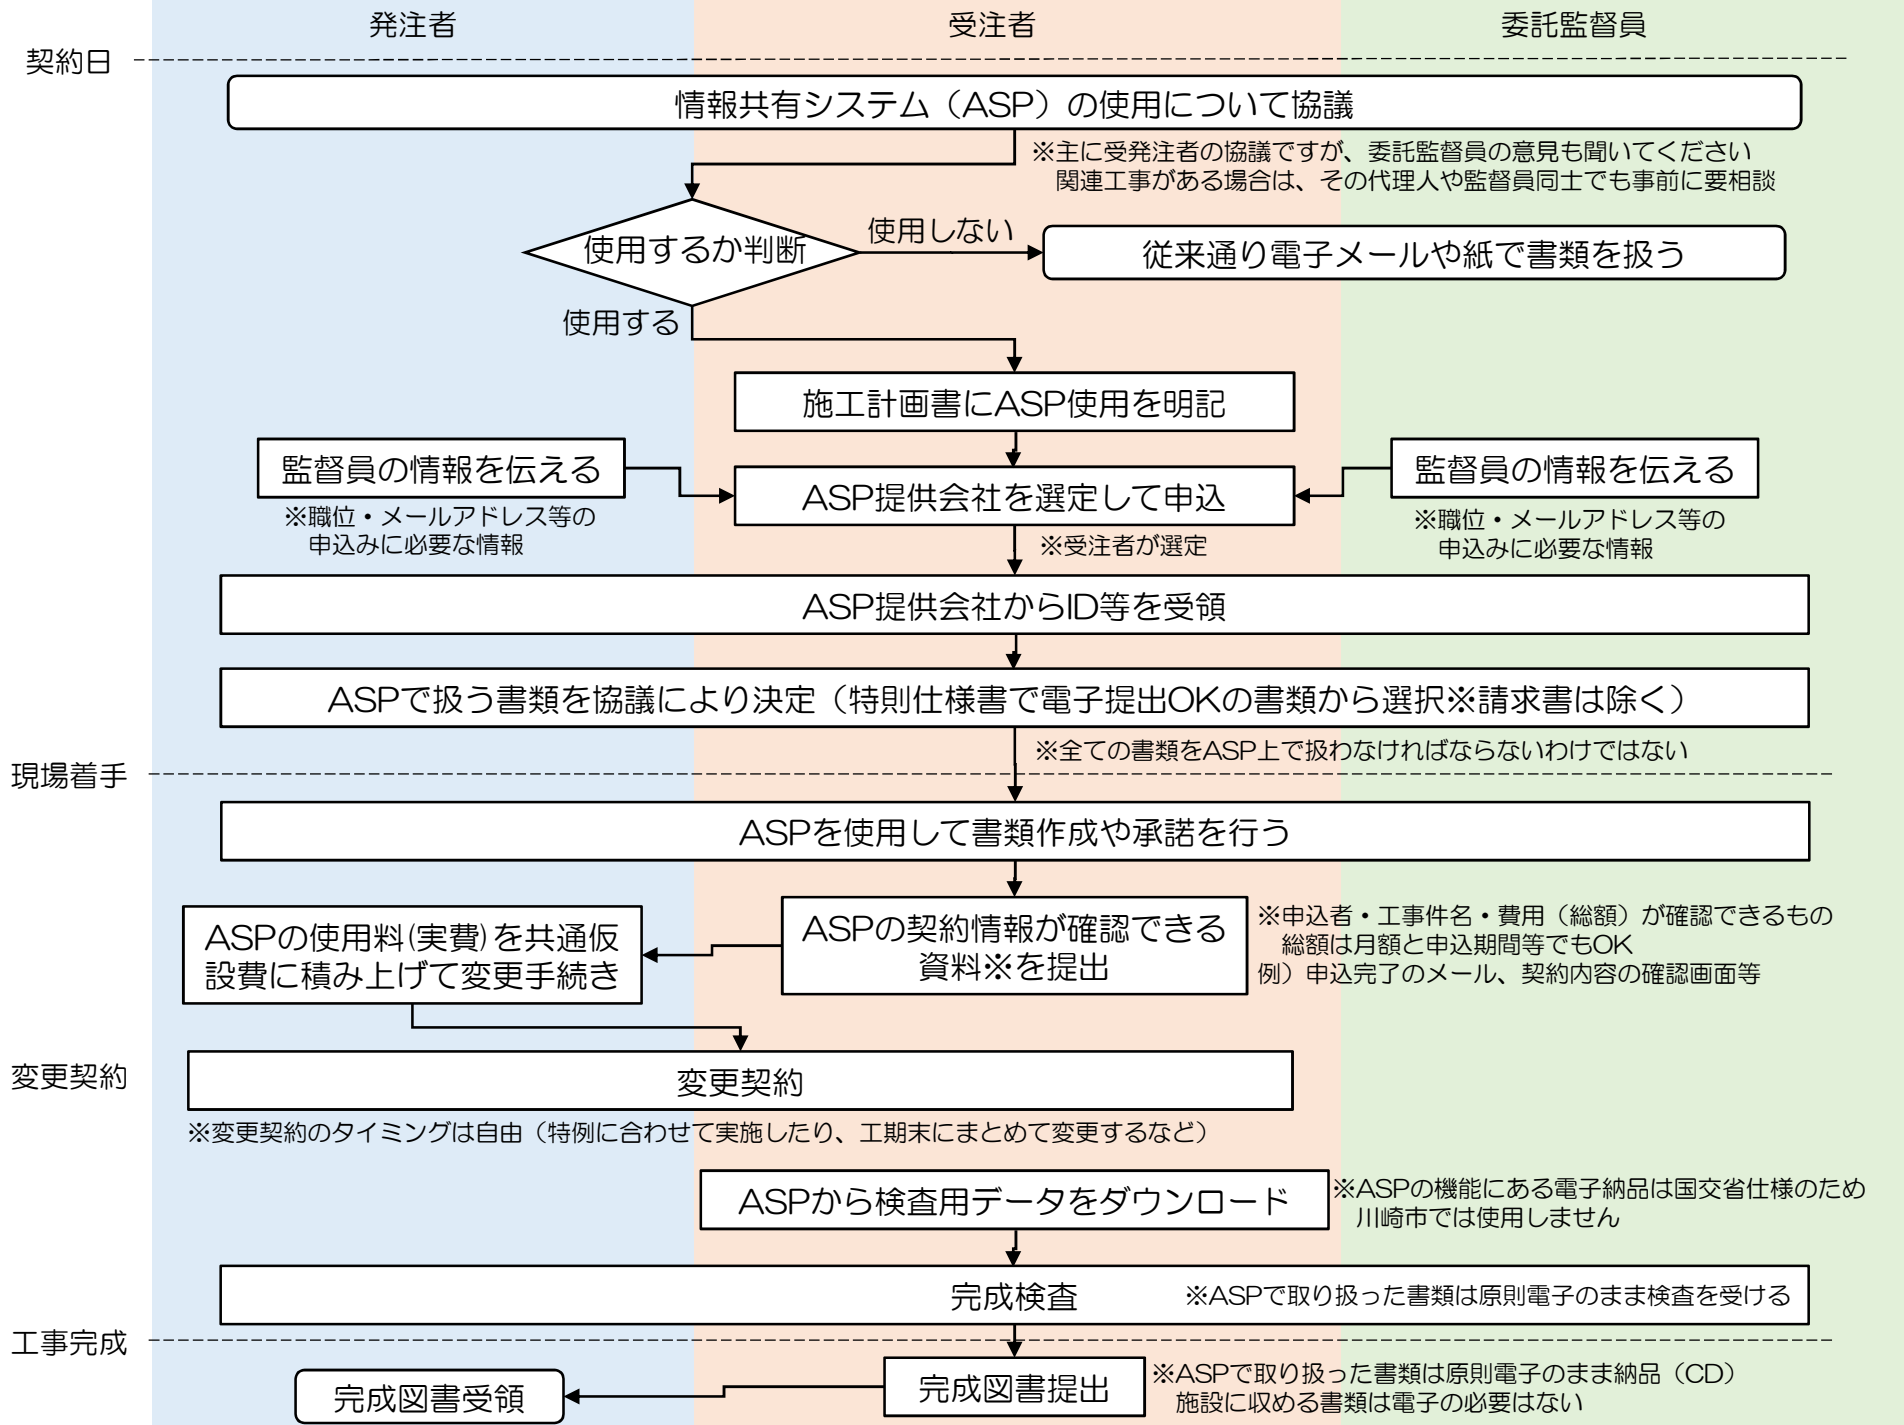 発注者
受注者
委託監督員
契約日
情報共有システム（ASP）の使用について協議
※主に受発注者の協議ですが、委託監督員の意見も聞いてください
関連工事がある場合は、その代理人や監督員同士でも事前に要相談
使用するか判断
使用しない
従来通り電子メールや紙で書類を扱う
使用する
施工計画書にASP使用を明記
監督員の情報を伝える
※職位・メールアドレス等の
申込みに必要な情報
ASP提供会社を選定して申込
※受注者が選定
監督員の情報を伝える
※職位・メールアドレス等の
申込みに必要な情報
ASP提供会社からID等を受領
ASPで扱う書類を協議により決定（特則仕様書で電子提出OKの書類から選択※請求書は除く）
※全ての書類をASP上で扱わなければならないわけではない
現場着手
ASPを使用して書類作成や承諾を行う
ASPの契約情報が確認できる
資料※を提出
※申込者・工事件名・費用（総額）が確認できるもの
総額は月額と申込期間等でもOK
例）申込完了のメール、契約内容の確認画面等
ASPの使用料(実費)を共通仮
設費に積み上げて変更手続き
変更契約
変更契約
※変更契約のタイミングは自由（特例に合わせて実施したり、工期末にまとめて変更するなど）
ASPから検査用データをダウンロード
※ASPの機能にある電子納品は国交省仕様のため
川崎市では使用しません
完成検査
※ASPで取り扱った書類は原則電子のまま検査を受ける
工事完成
完成図書提出
※ASPで取り扱った書類は原則電子のまま納品（CD）
施設に収める書類は電子の必要はない
完成図書受領